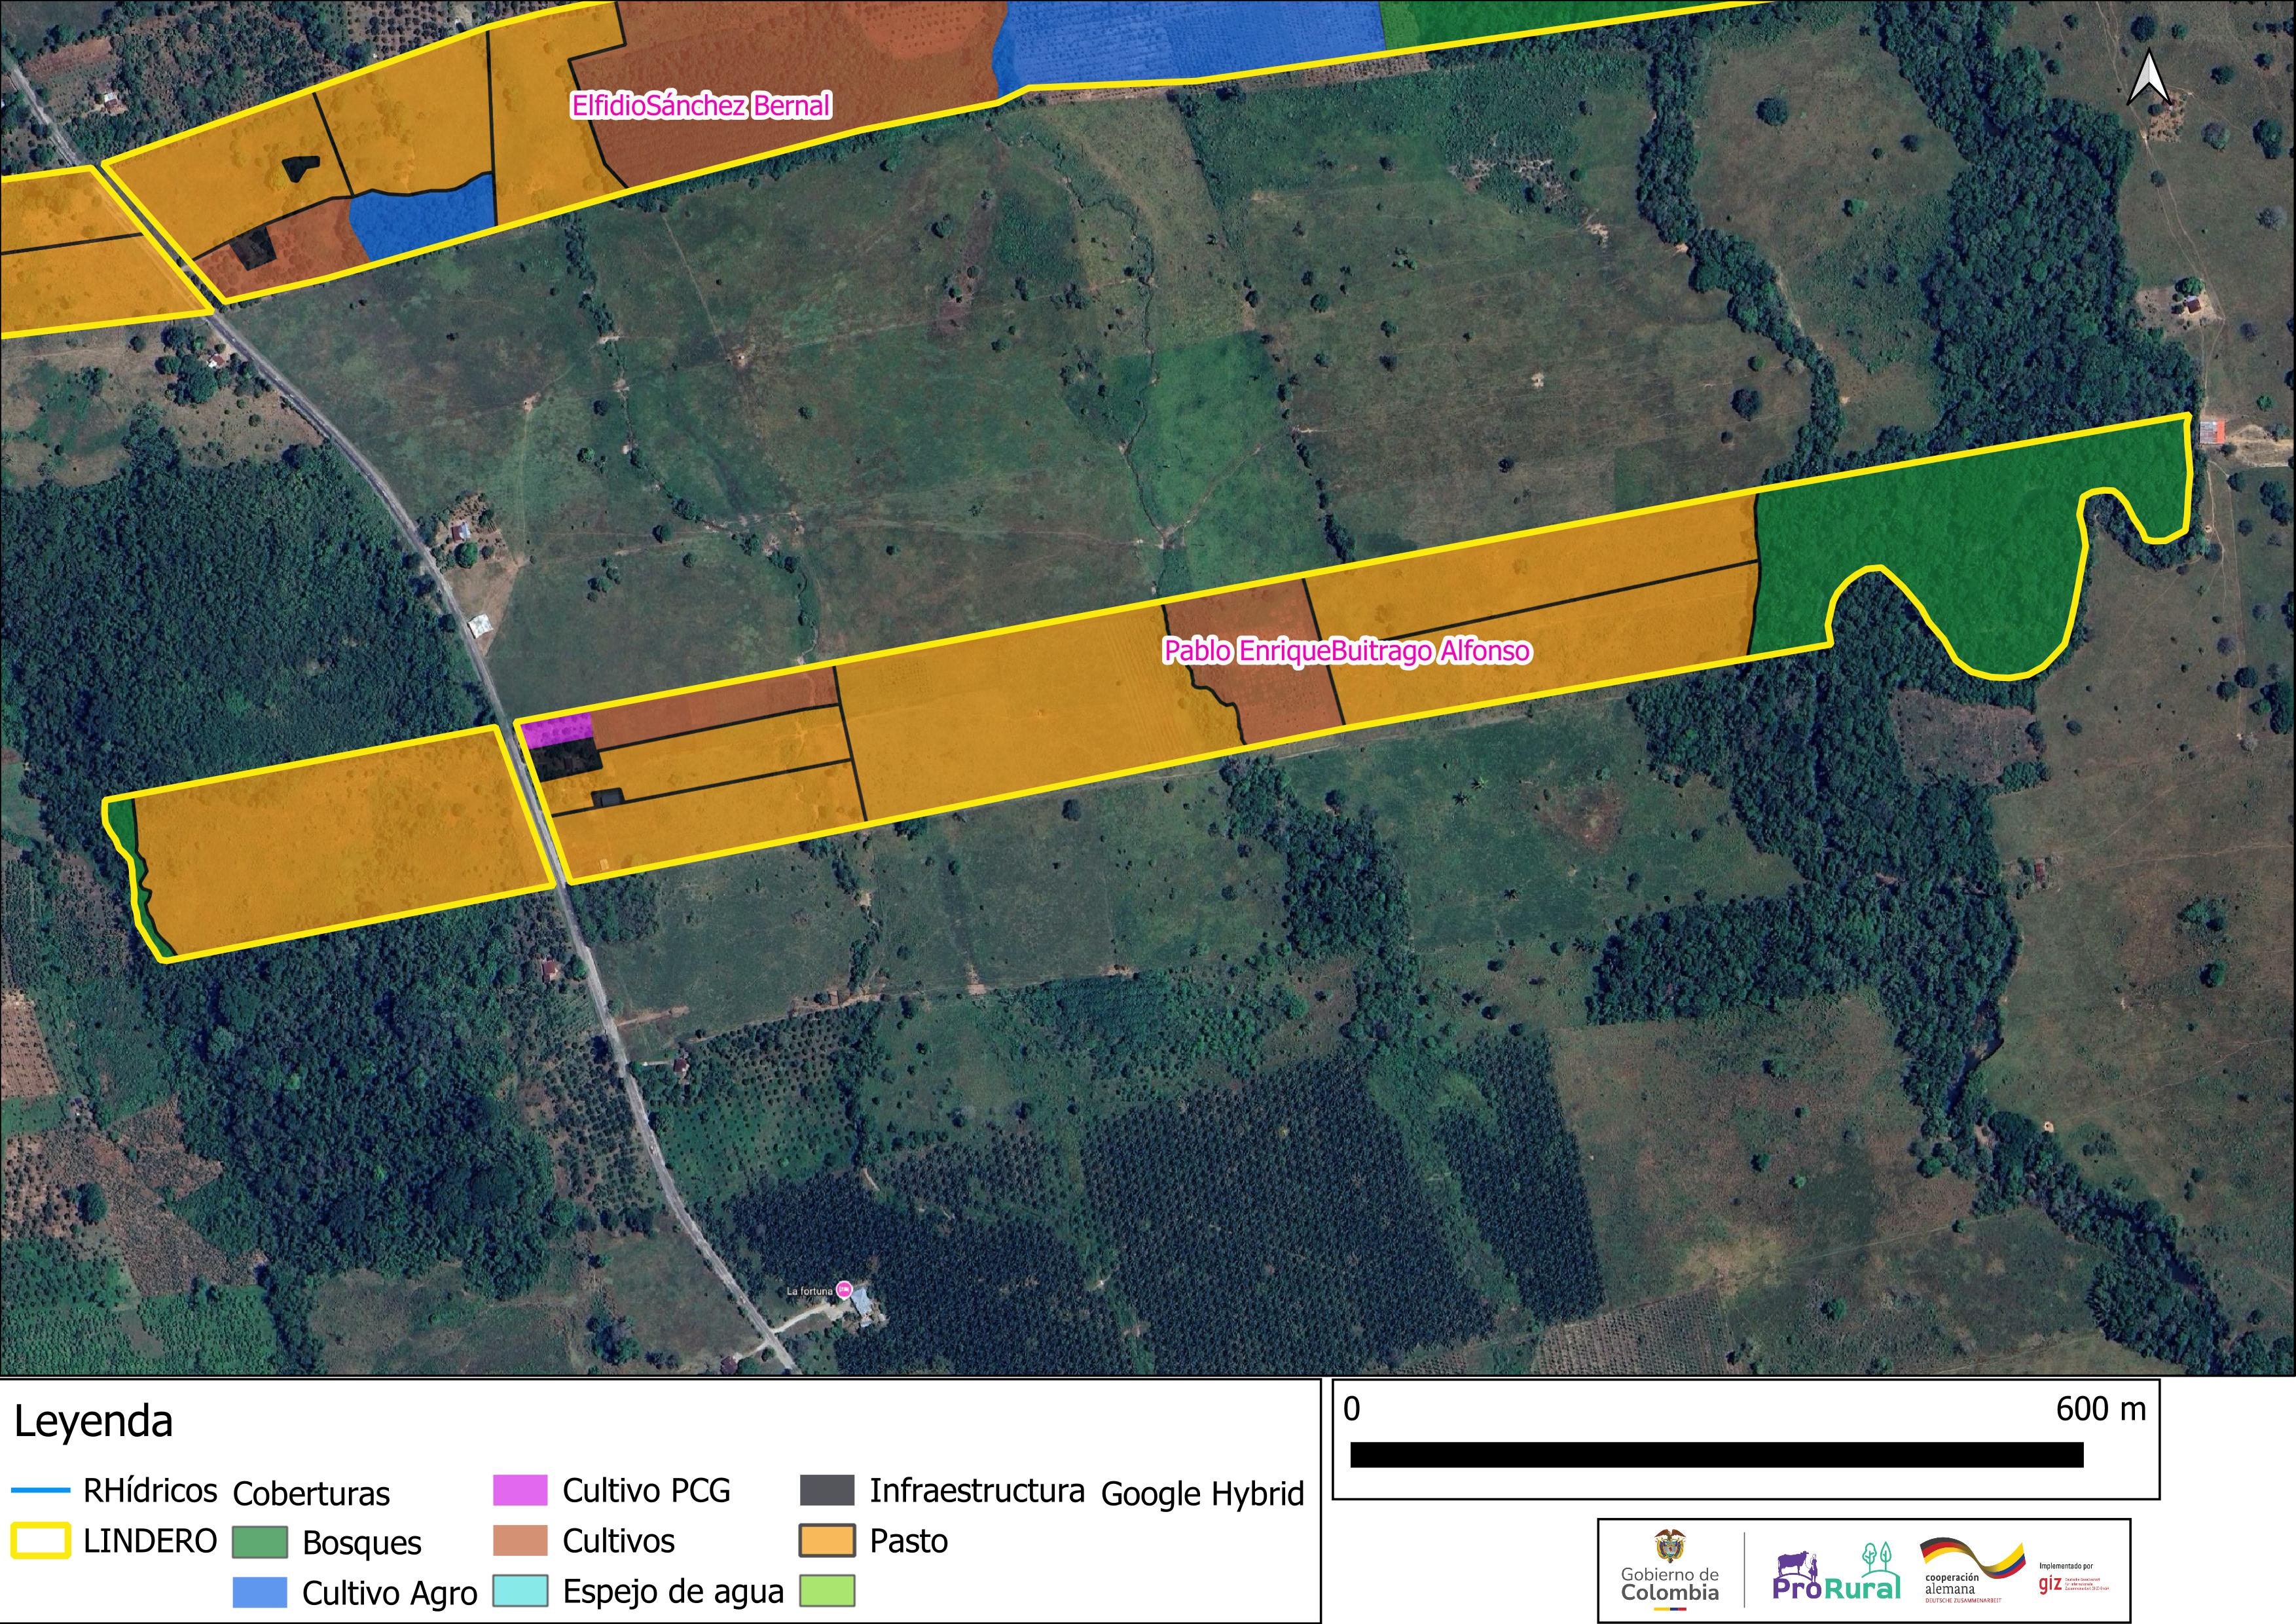 ElfidioSánchez Bernal
Pablo EnriqueBuitrago Alfonso
La fortuna
Leyenda
RHídricos
LINDERO
Coberturas
Bosques
Cultivo Agro
Cultivo PCG
Cultivos
Espejo de agua
Infraestructura
Pasto
Google Hybrid
0
600 m
Gobierno de
Colombia
ProRural
cooperación
alemana
DEUTSCHE ZUSAMMENARBEIT
Implementado por
giz